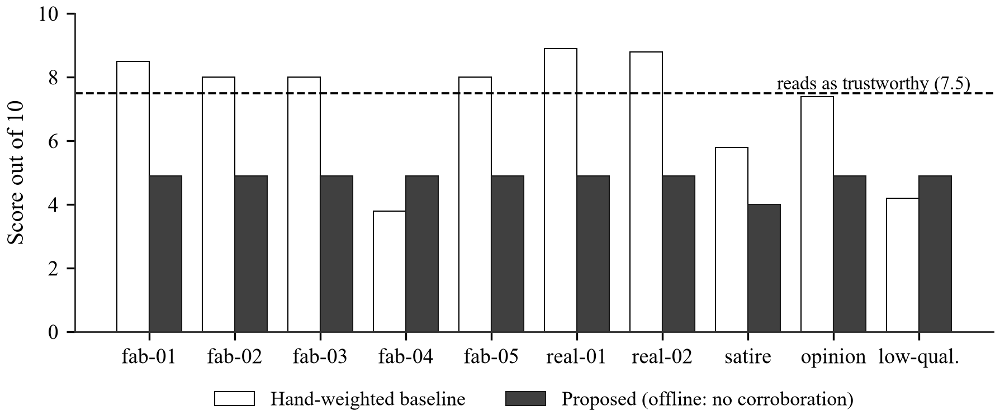 10
8
6
4
2
0
Score out of 10
reads as trustworthy (7.5)
fab-01 fab-02 fab-03 fab-04 fab-05 real-01 real-02 satire opinion low-qual.
Hand-weighted baseline Proposed (offline: no corroboration)